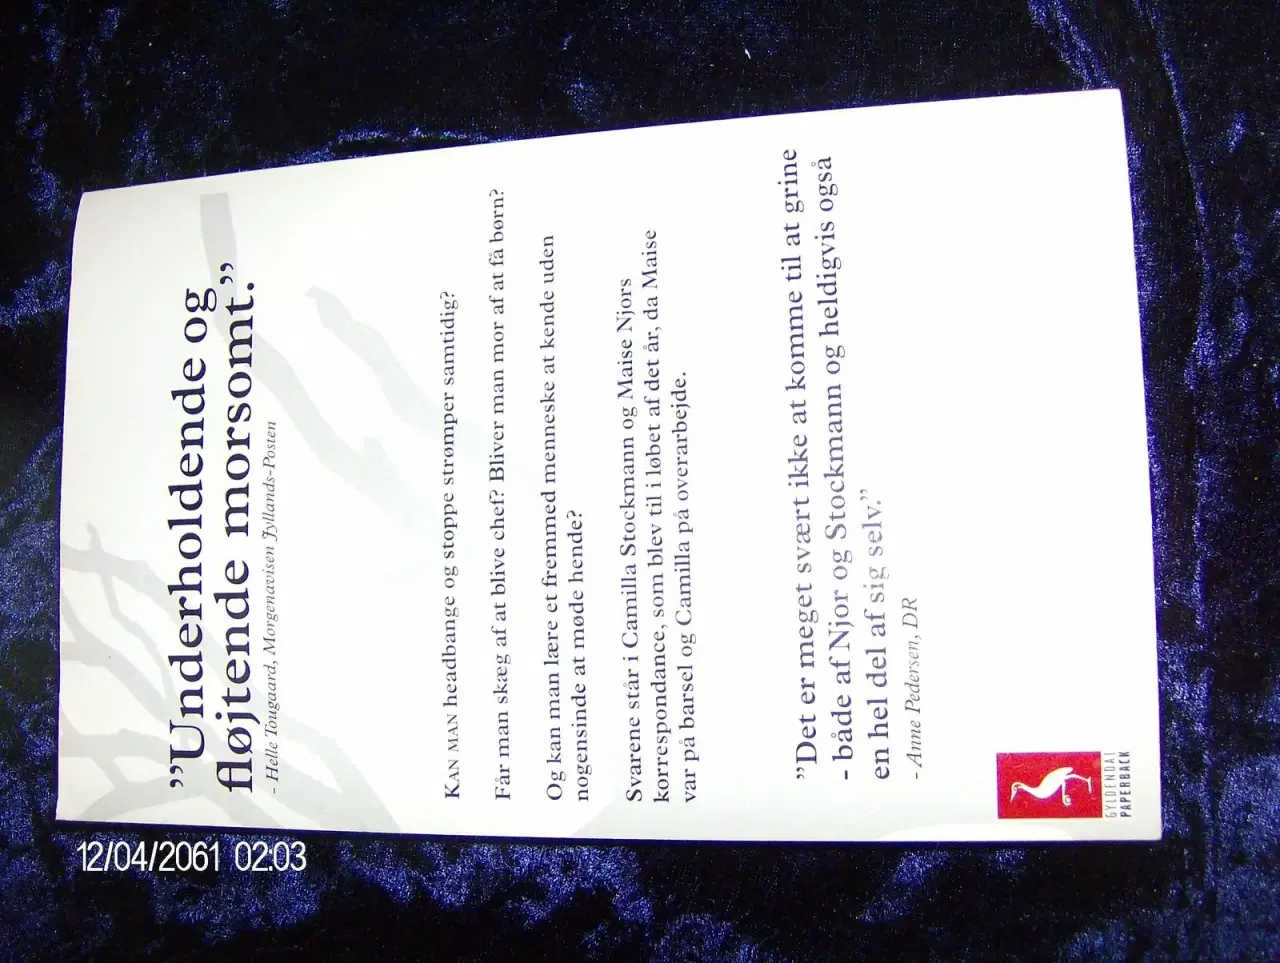 ”Underholdende og
fløjtende morsomt.”
- Helle Tougaard, Morgenavisen Jyllands-Posten
KAN MAN headbange og stoppe strømper samtidig?
Får man skæg af at blive chef? Bliver man mor af at få børn?
Og kan man lære et fremmed menneske at kende uden
nogensinde at møde hende?
Svarene står i Camilla Stockmann og Maise Njors
korrespondance, som blev til i løbet af det år, da Maise
var på barsel og Camilla på overarbejde.
”Det er meget svært ikke at komme til at grine
- både af Njor og Stockmann og heldigvis også
en hel del af sig selv.”
- Anne Pedersen, DR
GYLDENDAL
PAPERBACK
12/04/2061 02:03